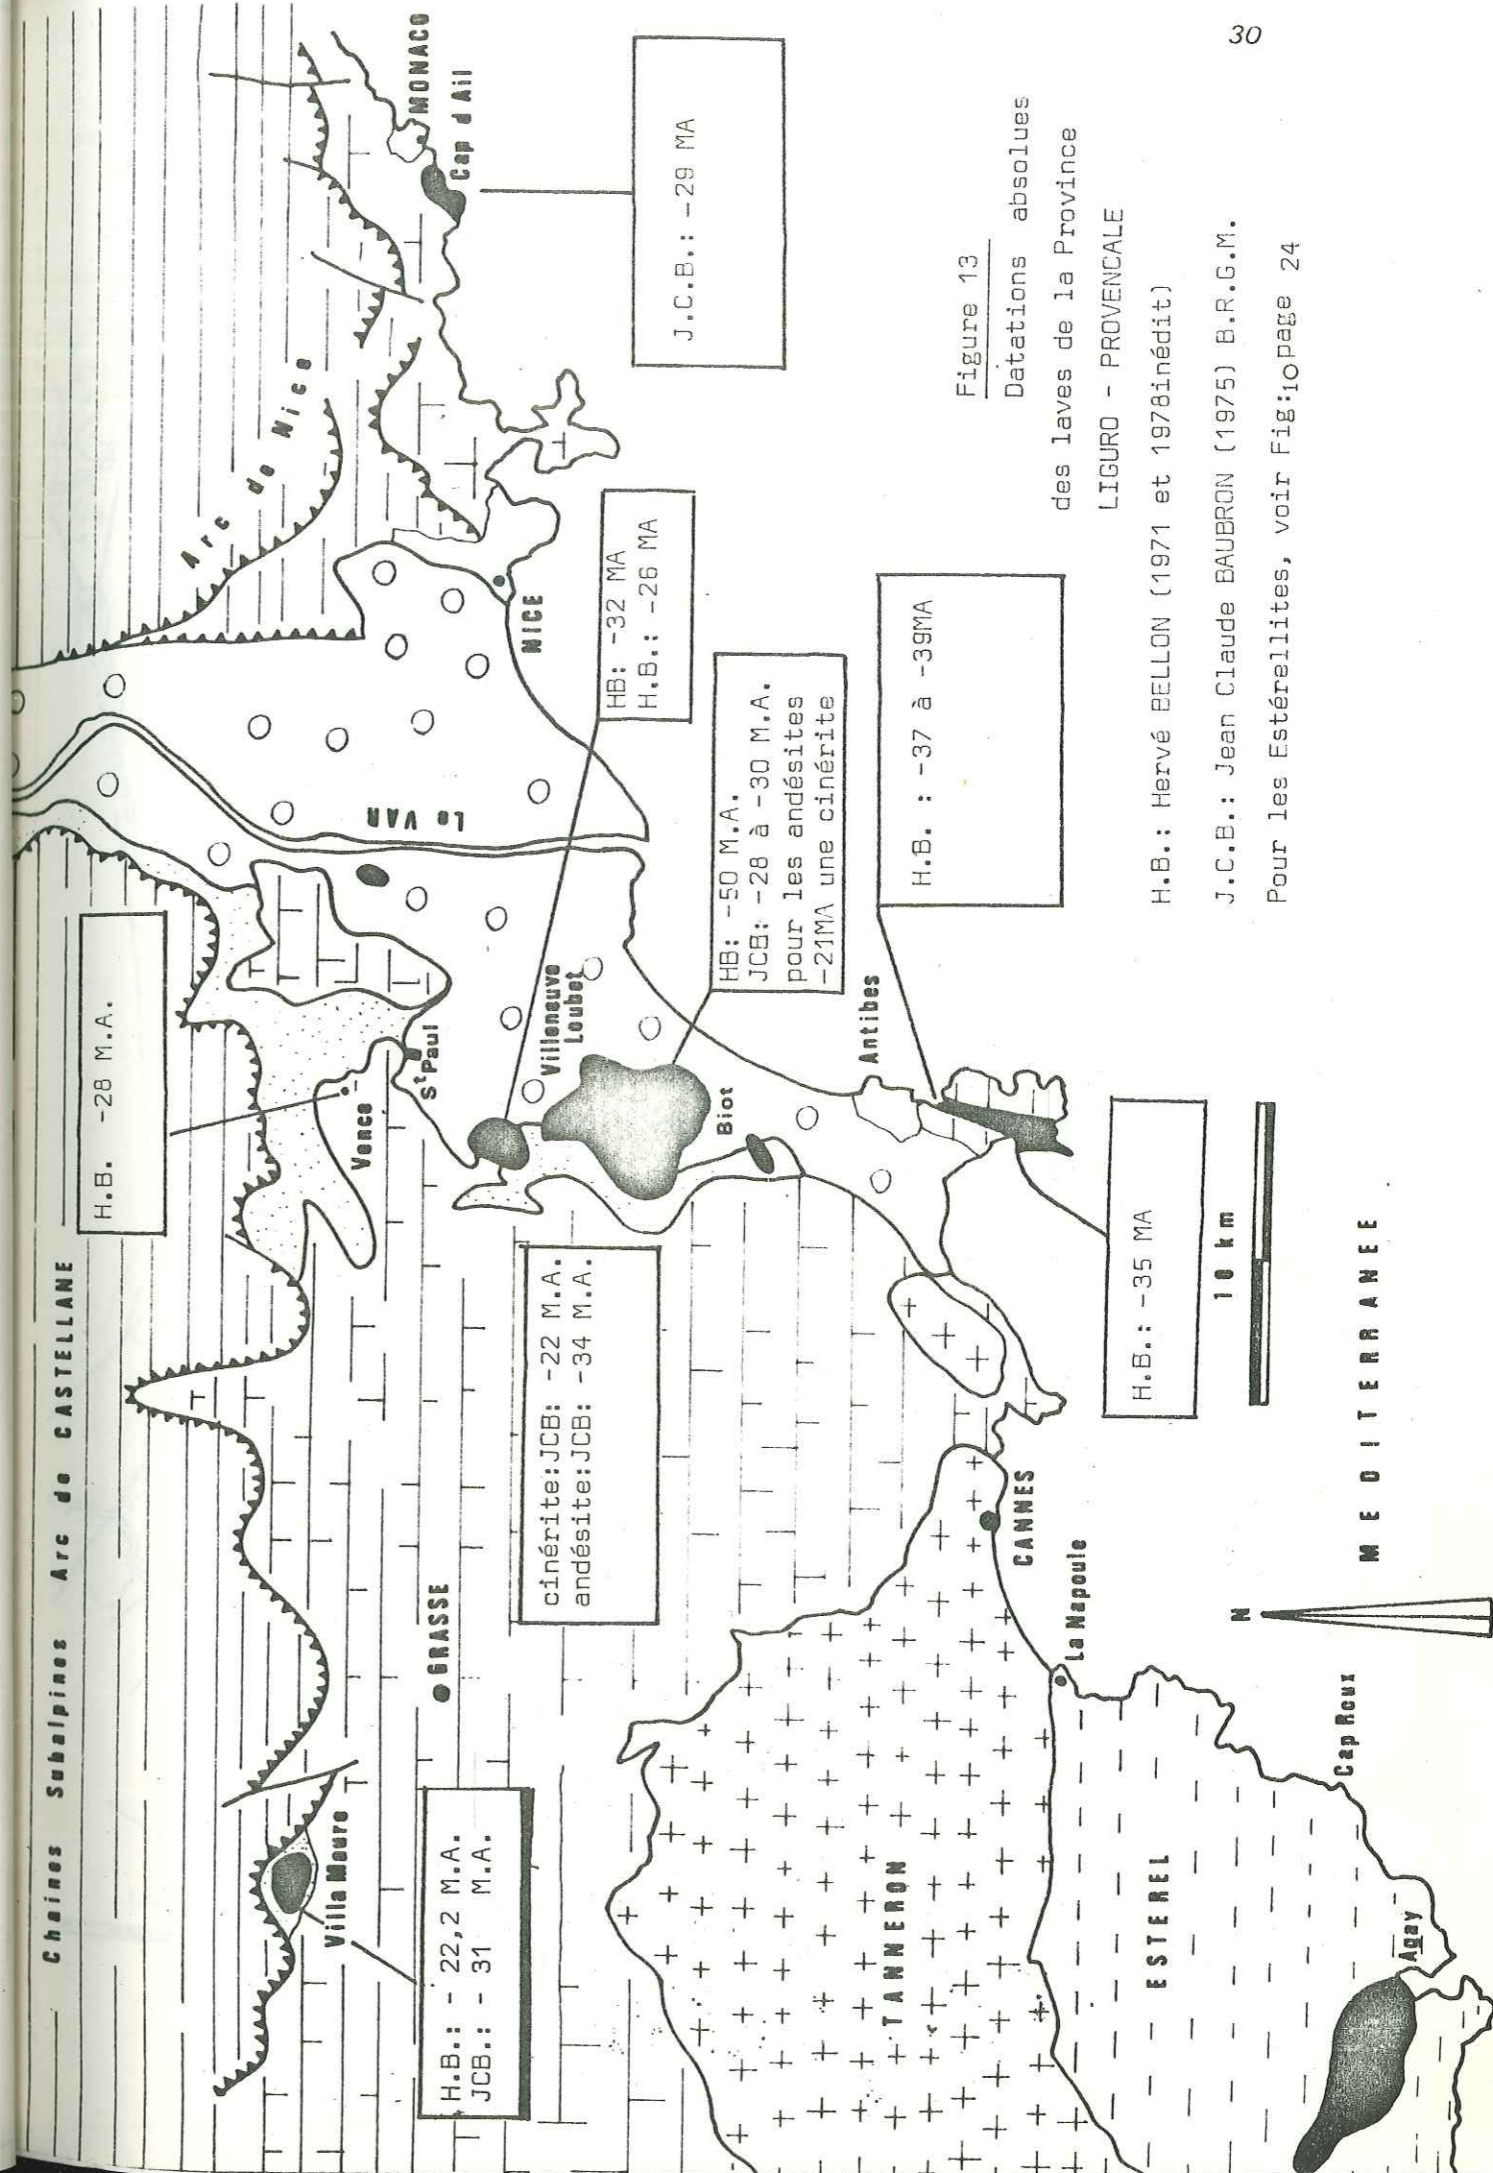 30
Chaines Subalpines Arc de CASTELLANE
Arc de Nice
MONACO
Cap d'Ail
J.C.B.: -29 MA
H.B. -28 M.A.
Le VAR
NICE
HB: -32 MA
H.B.: -26 MA
HB: -50 M.A.
JCB: -28 à -30 M.A.
pour les andésites
-21MA une cinérite
H.B. : -37 à -39MA
Vence
St Paul
Villeneuve
Loubet
Biot
Antibes
H.B.: -35 MA
cinérite:JCB: -22 M.A.
andésite:JCB: -34 M.A.
GRASSE
Villa Maure
H.B.: - 22,2 M.A.
JCB.: - 31 M.A.
CANNES
La Napoule
TANNERON
ESTEREL
Cap Roux
Agay
N
10 km
MEDITERRANEE
Figure 13
Datations absolues
des laves de la Province
LIGURO - PROVENCALE
H.B.: Hervé BELLON (1971 et 1978inédit)
J.C.B.: Jean Claude BAUBRON (1975) B.R.G.M.
Pour les Estérellites, voir Fig:10page 24